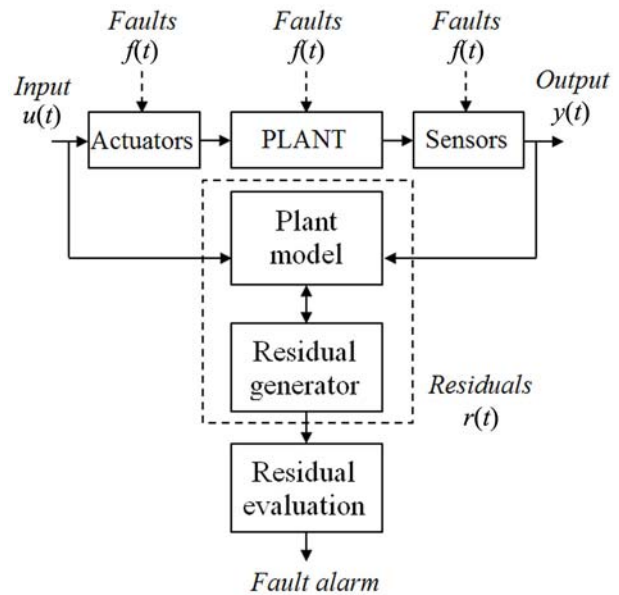 Faults
f(t)
Faults
f(t)
Faults
f(t)
Input
u(t)
Output
y(t)
Actuators
PLANT
Sensors
Plant
model
Residual
generator
Residuals
r(t)
Residual
evaluation
Fault alarm